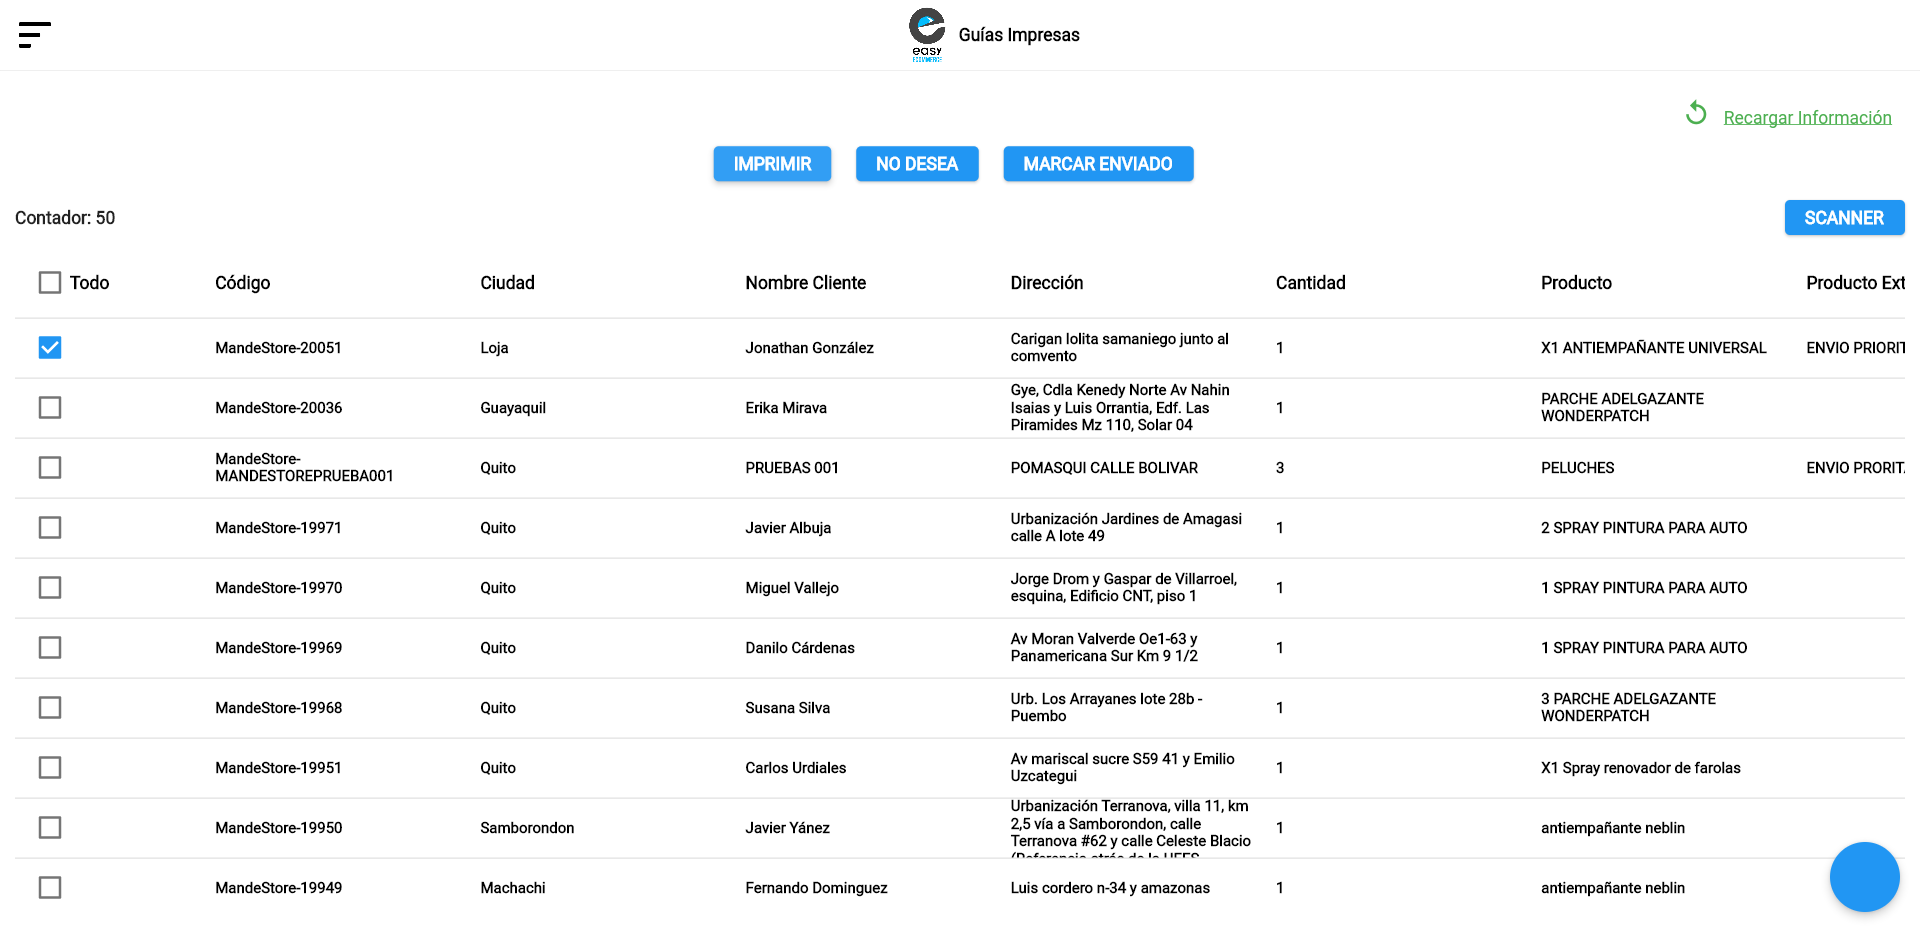 easy
ECOMMERCE
Guías Impresas
Recargar Información
IMPRIMIR
NO DESEA
MARCAR ENVIADO
Contador: 50
SCANNER
Todo
Código
Ciudad
Nombre Cliente
Dirección
Cantidad
Producto
Producto Ext
MandeStore-20051
Loja
Jonathan González
Carigan lolita samaniego junto al
comvento
1
X1 ANTIEMPAÑANTE UNIVERSAL
ENVIO PRIORIT
MandeStore-20036
Guayaquil
Erika Mirava
Gye, Cdla Kenedy Norte Av Nahin
Isaias y Luis Orrantia, Edf. Las
Piramides Mz 110, Solar 04
1
PARCHE ADELGAZANTE
WONDERPATCH
MandeStore-
MANDESTOREPRUEBA001
Quito
PRUEBAS 001
POMASQUI CALLE BOLIVAR
3
PELUCHES
ENVIO PRORITA
MandeStore-19971
Quito
Javier Albuja
Urbanización Jardines de Amagasi
calle A lote 49
1
2 SPRAY PINTURA PARA AUTO
MandeStore-19970
Quito
Miguel Vallejo
Jorge Drom y Gaspar de Villarroel,
esquina, Edificio CNT, piso 1
1
1 SPRAY PINTURA PARA AUTO
MandeStore-19969
Quito
Danilo Cárdenas
Av Moran Valverde Oe1-63 y
Panamericana Sur Km 9 1/2
1
1 SPRAY PINTURA PARA AUTO
MandeStore-19968
Quito
Susana Silva
Urb. Los Arrayanes lote 28b -
Puembo
1
3 PARCHE ADELGAZANTE
WONDERPATCH
MandeStore-19951
Quito
Carlos Urdiales
Av mariscal sucre S59 41 y Emilio
Uzcategui
1
X1 Spray renovador de farolas
MandeStore-19950
Samborondon
Javier Yánez
Urbanización Terranova, villa 11, km
2,5 vía a Samborondon, calle
Terranova #62 y calle Celeste Blacio
(Referencia atrás de la UEES
1
antiempañante neblin
MandeStore-19949
Machachi
Fernando Dominguez
Luis cordero n-34 y amazonas
1
antiempañante neblin